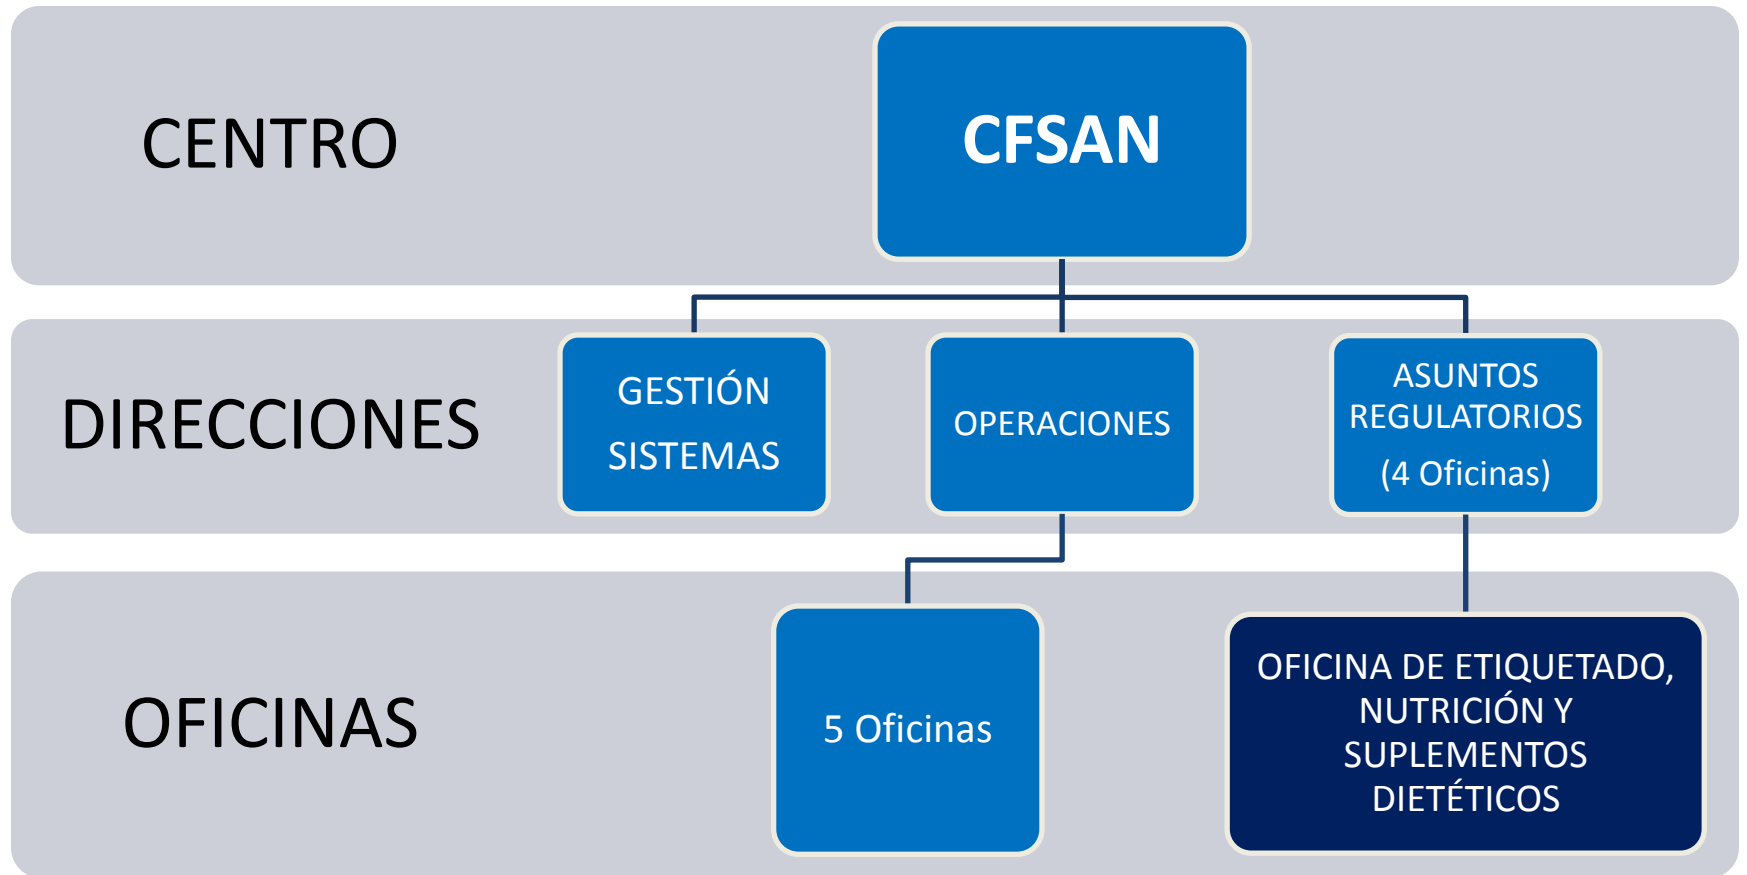 CENTRO
CFSAN
DIRECCIONES
GESTIÓN
SISTEMAS
OPERACIONES
ASUNTOS
REGULATORIOS
(4 Oficinas)
OFICINAS
5 Oficinas
OFICINA DE ETIQUETADO,
NUTRICIÓN Y
SUPLEMENTOS
DIETÉTICOS